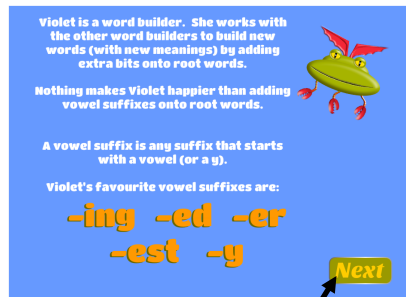 Violet is a word builder. She works with
the other word builders to build new
words (with new meanings) by adding
extra bits onto root words.
Nothing makes Violet happier than adding
vowel suffixes onto root words.
A vowel suffix is any suffix that starts
with a vowel (or a y).
Violet's favourite vowel suffixes are:
-ing -ed -er
-est -y
Next